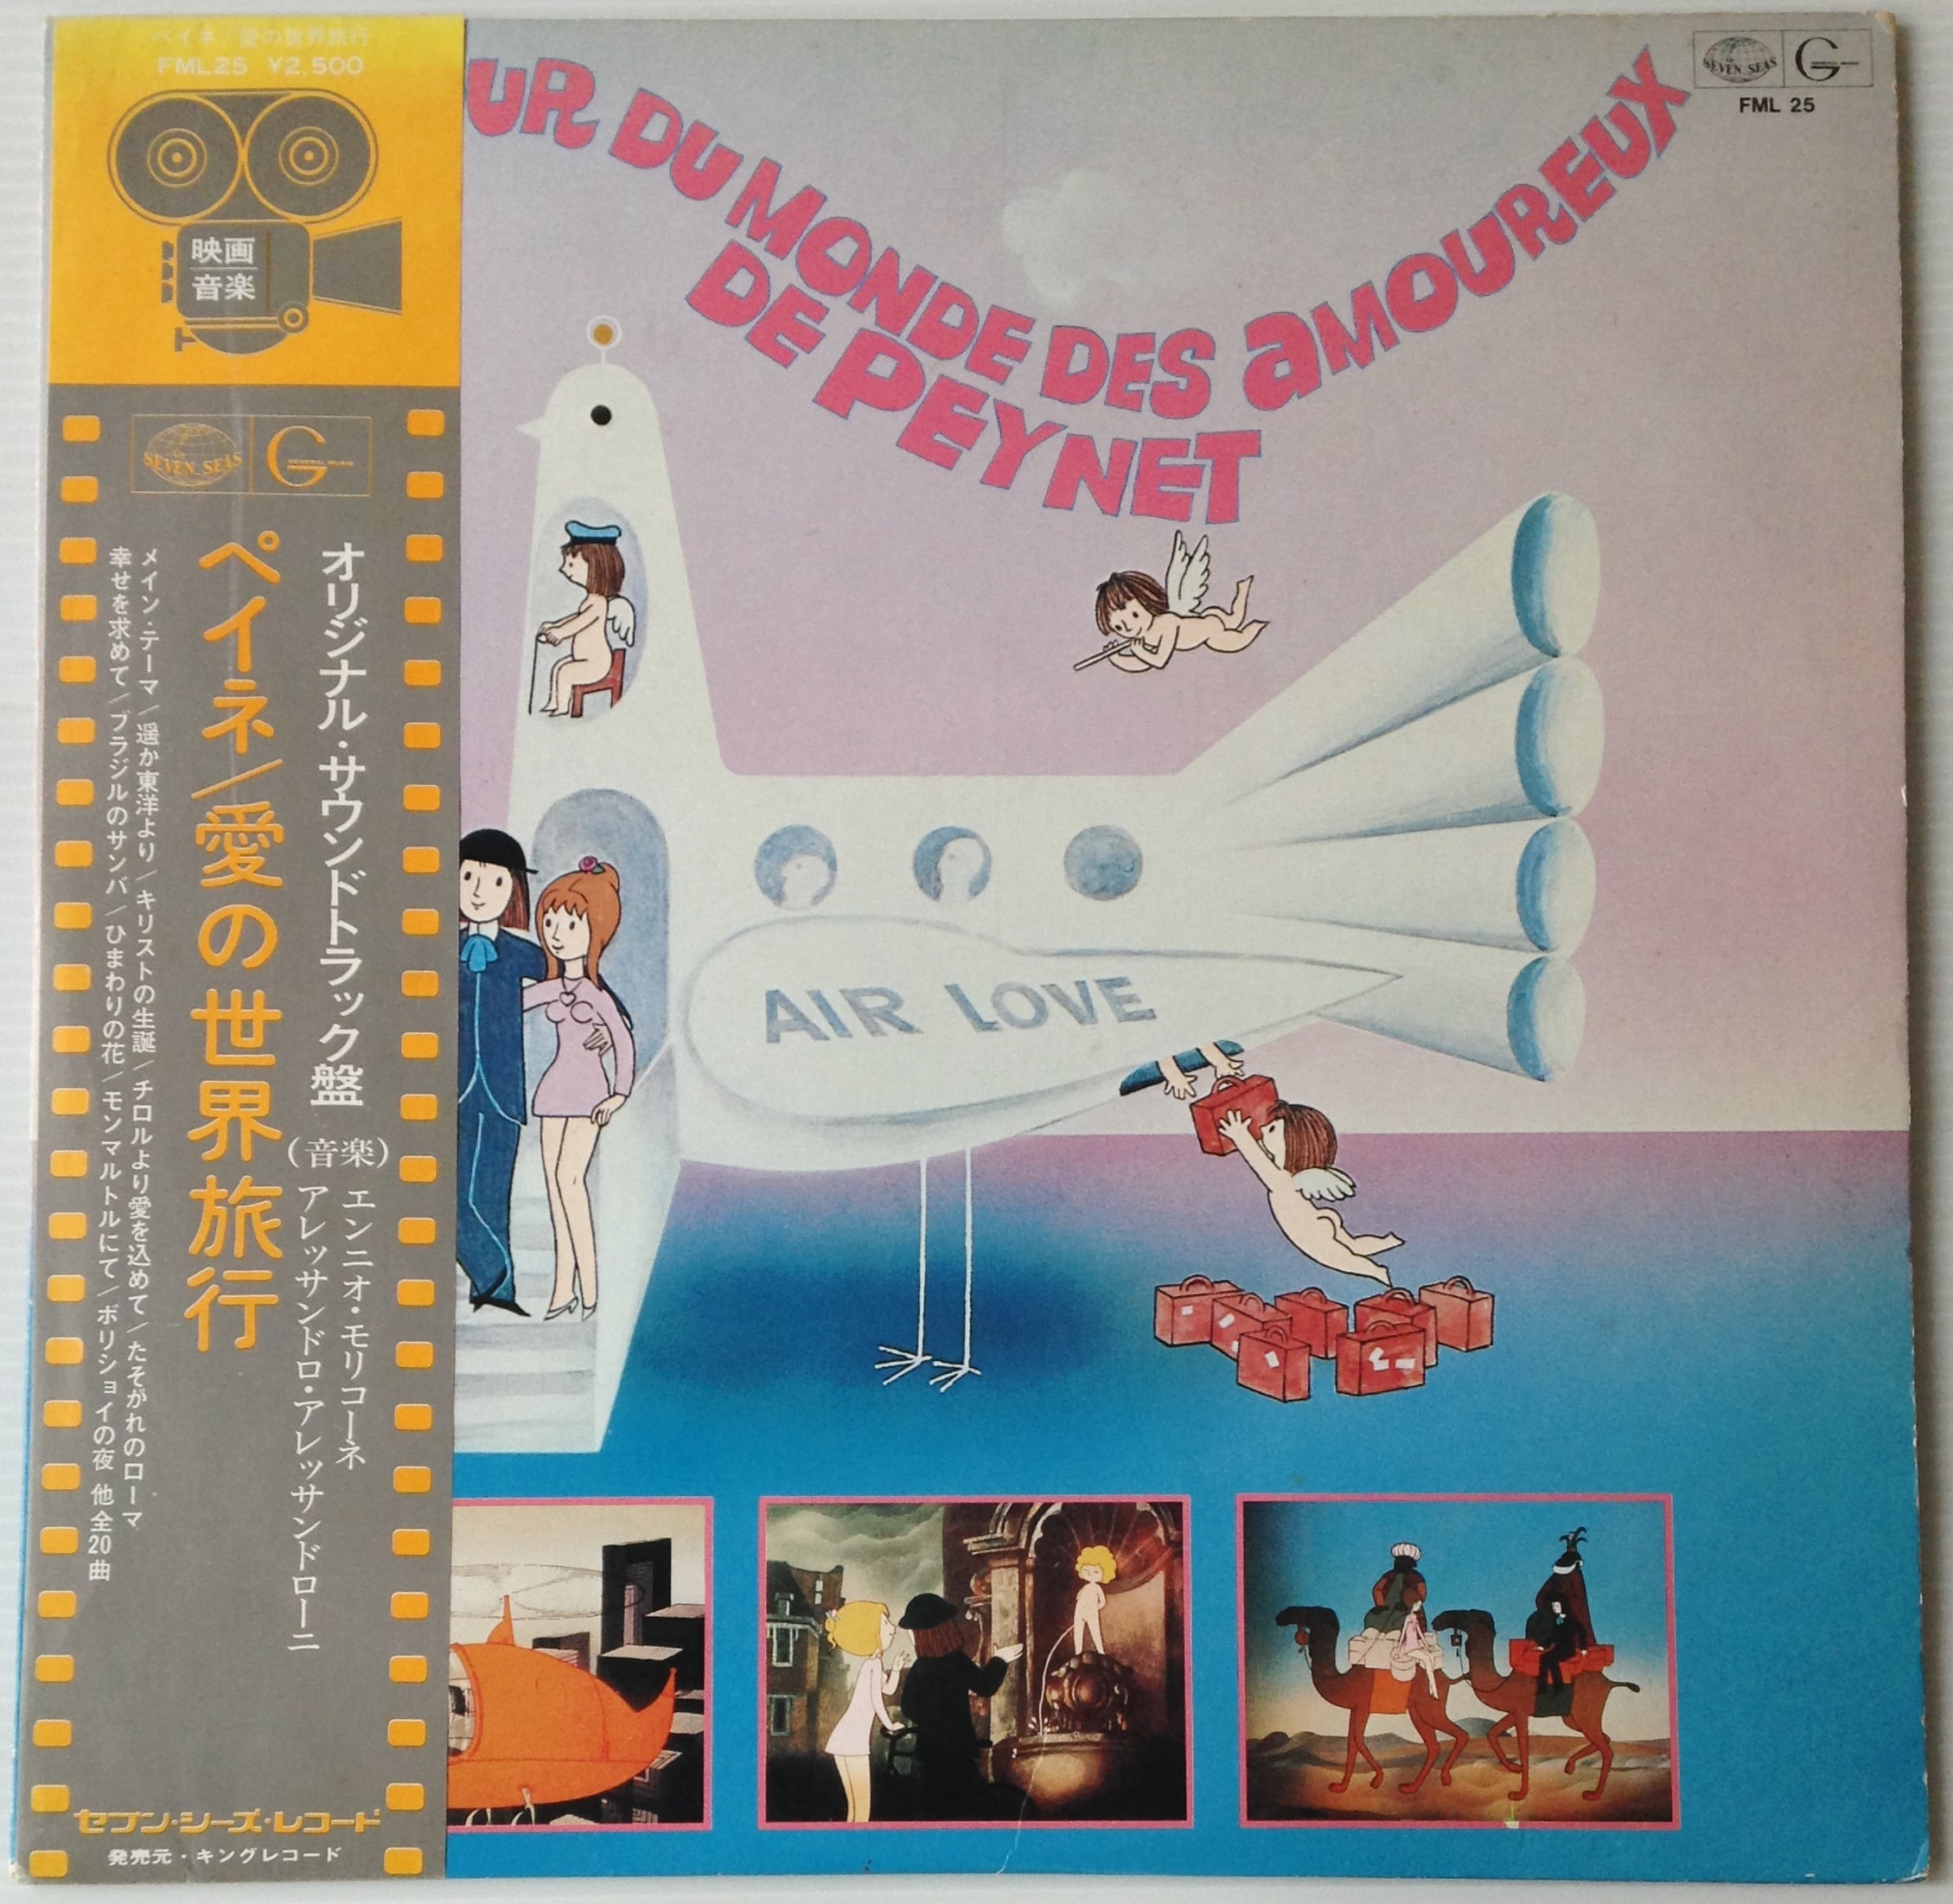 ペイネ/愛の世界旅行
FML25 ¥2,500
映画
音楽
SEVEN SEAS
G
GENERAL MUSIC
オリジナル・サウンドトラック盤
(音楽) エンニオ・モリコーネ
アレッサンドロ・アレッサンドローニ
ペイネ/愛の世界旅行
メイン・テーマ/遥か東洋より/キリストの生誕/チロルより愛を込めて/たそがれのローマ
幸せを求めて/ブラジルのサンバ/ひまわりの花/モンマルトルにて/ボリショイの夜 他全20曲
セブン・シーズ・レコード
発売元・キングレコード
UR DU MONDE DES AMOUREUX
DE PEYNET
SEVEN SEAS
G
FML 25
AIR LOVE